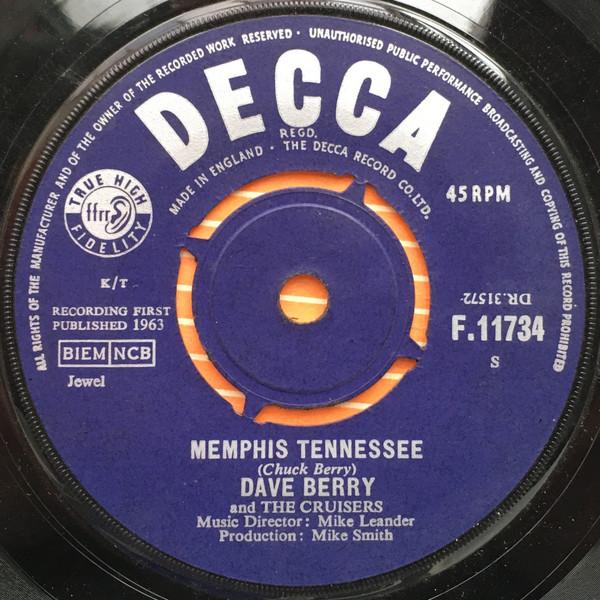 ALL RIGHTS OF THE MANUFACTURER AND OF THE OWNER OF THE RECORDED WORK RESERVED · UNAUTHORISED PUBLIC PERFORMANCE BROADCASTING AND COPYING OF THIS RECORD PROHIBITED
DECCA
REGD.
MADE IN ENGLAND · THE DECCA RECORD CO. LTD.
TRUE HIGH
ffrr
FIDELITY
45 RPM
K/T
RECORDING FIRST
PUBLISHED 1963
BIEM NCB
Jewel
DR.31572
F.11734
S
MEMPHIS TENNESSEE
(Chuck Berry)
DAVE BERRY
and THE CRUISERS
Music Director: Mike Leander
Production: Mike Smith